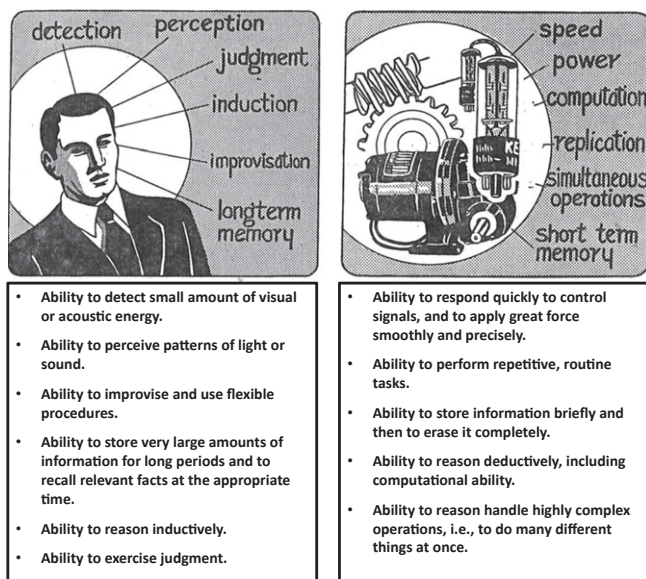 detection
perception
judgment
induction
improvisation
longterm
memory
speed
power
computation
replication
simultaneous
operations
short term
memory
• Ability to detect small amount of visual
or acoustic energy.
• Ability to perceive patterns of light or
sound.
• Ability to improvise and use flexible
procedures.
• Ability to store very large amounts of
information for long periods and to
recall relevant facts at the appropriate
time.
• Ability to reason inductively.
• Ability to exercise judgment.
• Ability to respond quickly to control
signals, and to apply great force
smoothly and precisely.
• Ability to perform repetitive, routine
tasks.
• Ability to store information briefly and
then to erase it completely.
• Ability to reason deductively, including
computational ability.
• Ability to reason handle highly complex
operations, i.e., to do many different
things at once.